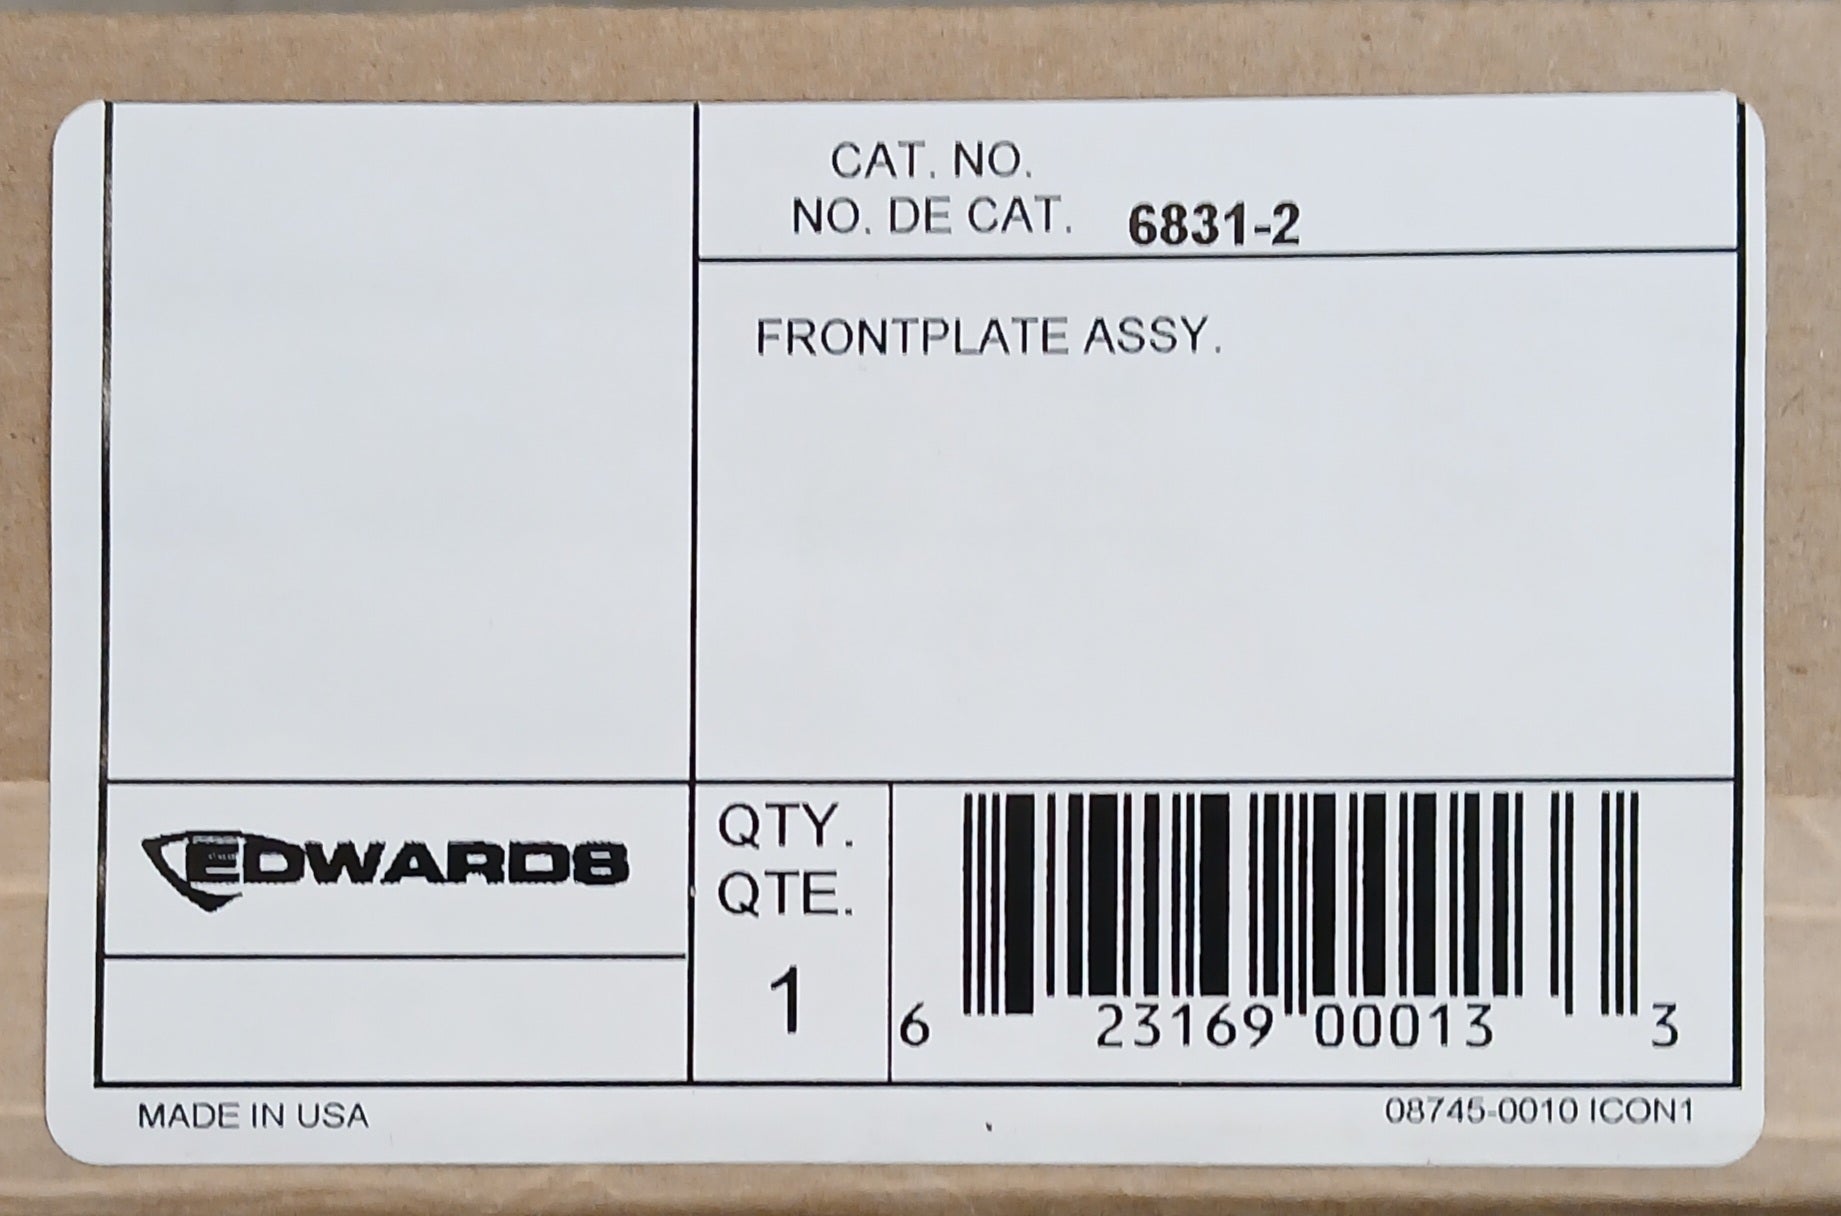 CAT. NO.
NO. DE CAT. 6831-2
FRONTPLATE ASSY.
EDWARDS
QTY.
QTE.
1
6 23169 00013 3
MADE IN USA
08745-0010 ICON1